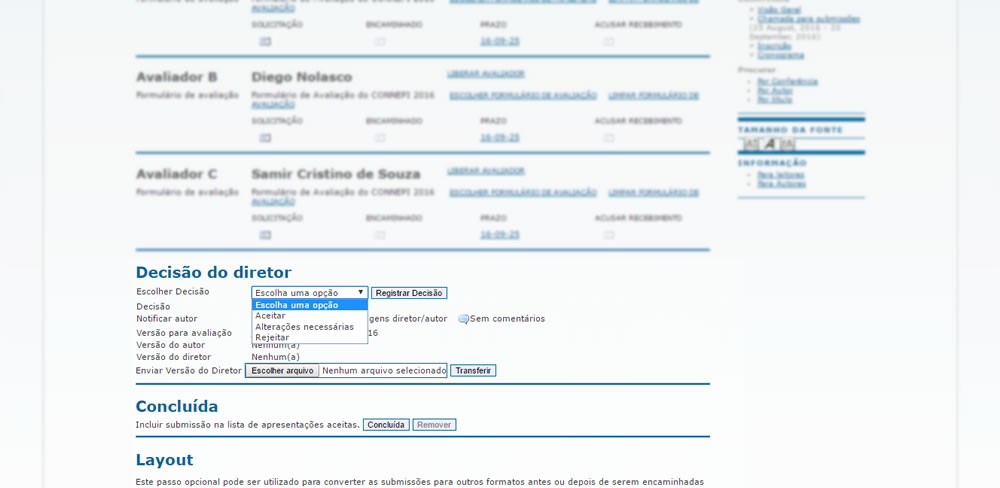 AVALIAÇÃO
SOLICITAÇÃO ENCAMINHADO PRAZO ACUSAR RECEBIMENTO
16-09-25
Avaliador B Diego Nolasco LIBERAR AVALIADOR
Formulário de avaliação Formulário de Avaliação do CONNEPI 2016 ESCOLHER FORMULÁRIO DE AVALIAÇÃO LIMPAR FORMULÁRIO DE
AVALIAÇÃO
SOLICITAÇÃO ENCAMINHADO PRAZO ACUSAR RECEBIMENTO
16-09-25
Avaliador C Samir Cristino de Souza LIBERAR AVALIADOR
Formulário de avaliação Formulário de Avaliação do CONNEPI 2016 ESCOLHER FORMULÁRIO DE AVALIAÇÃO LIMPAR FORMULÁRIO DE
AVALIAÇÃO
SOLICITAÇÃO ENCAMINHADO PRAZO ACUSAR RECEBIMENTO
16-09-25
Decisão do diretor
Escolher Decisão Escolha uma opção Registrar Decisão
Decisão Escolha uma opção
Aceitar
Notificar autor gens diretor/autor Sem comentários
Alterações necessárias
Versão para avaliação 16
Rejeitar
Versão do autor Nenhum(a)
Versão do diretor Nenhum(a)
Enviar Versão do Diretor Escolher arquivo Nenhum arquivo selecionado Transferir
Concluída
Incluir submissão na lista de apresentações aceitas. Concluída Remover
Layout
Este passo opcional pode ser utilizado para converter as submissões para outros formatos antes ou depois de serem encaminhadas
Visão Geral
Chamada para submissões
(15 August, 2016 - 20
September, 2016)
Inscrição
Cronograma
Procurar
Por Conferência
Por Autor
Por título
TAMANHO DA FONTE
A A A
INFORMAÇÃO
Para leitores
Para Autores